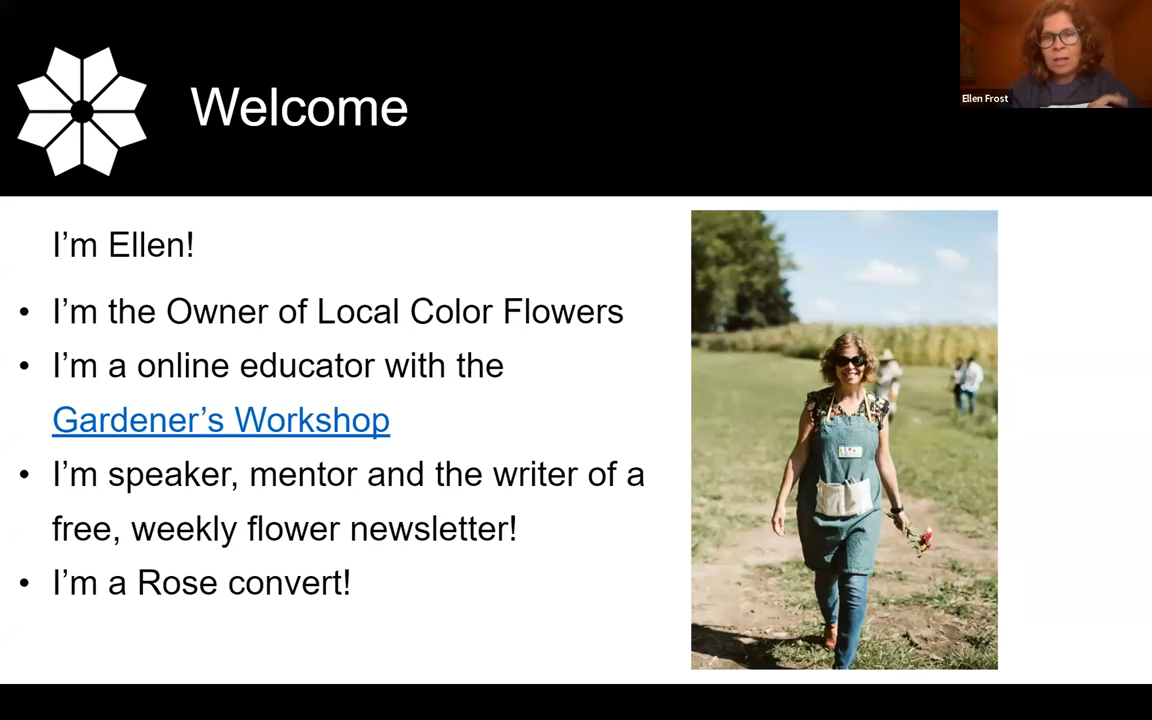 Welcome
Ellen Frost
I'm Ellen!
• I'm the Owner of Local Color Flowers
• I'm a online educator with the
Gardener's Workshop
• I'm speaker, mentor and the writer of a
free, weekly flower newsletter!
• I'm a Rose convert!